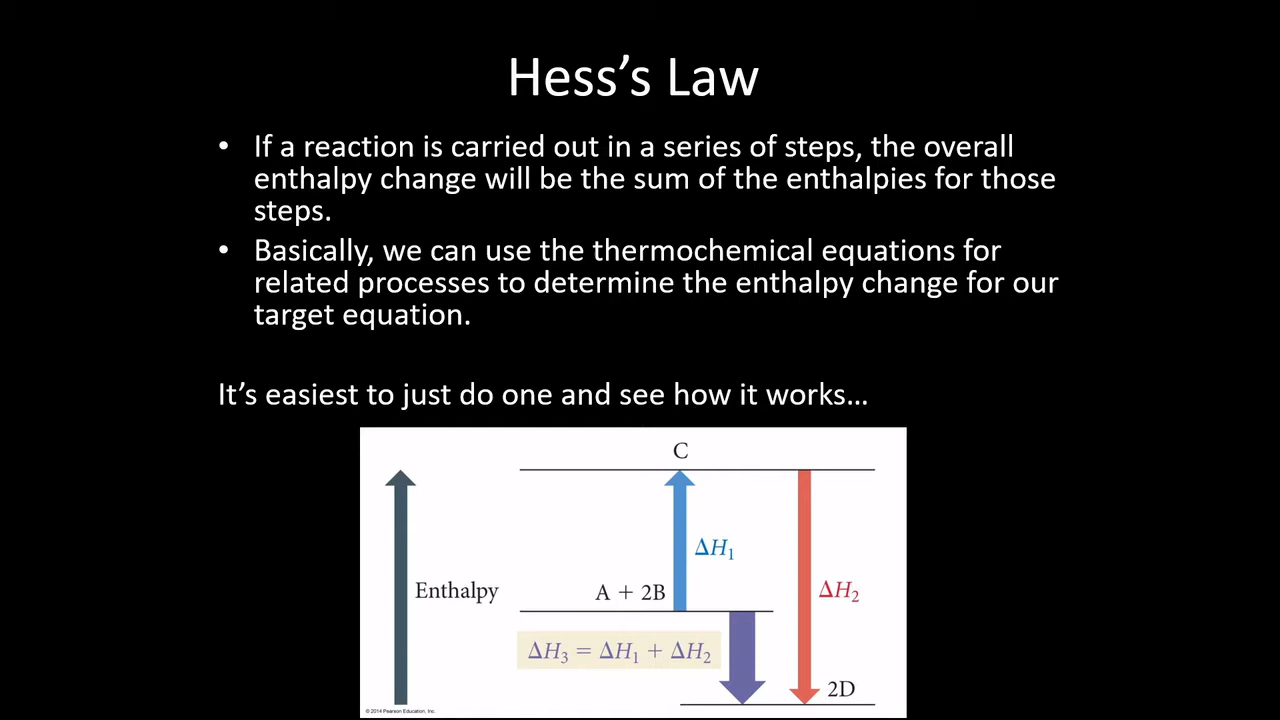 Hess’s Law
• If a reaction is carried out in a series of steps, the overall
enthalpy change will be the sum of the enthalpies for those
steps.
• Basically, we can use the thermochemical equations for
related processes to determine the enthalpy change for our
target equation.
It’s easiest to just do one and see how it works…
C
ΔH₁
Enthalpy
A + 2B
ΔH₂
ΔH₃ = ΔH₁ + ΔH₂
2D
© 2014 Pearson Education, Inc.